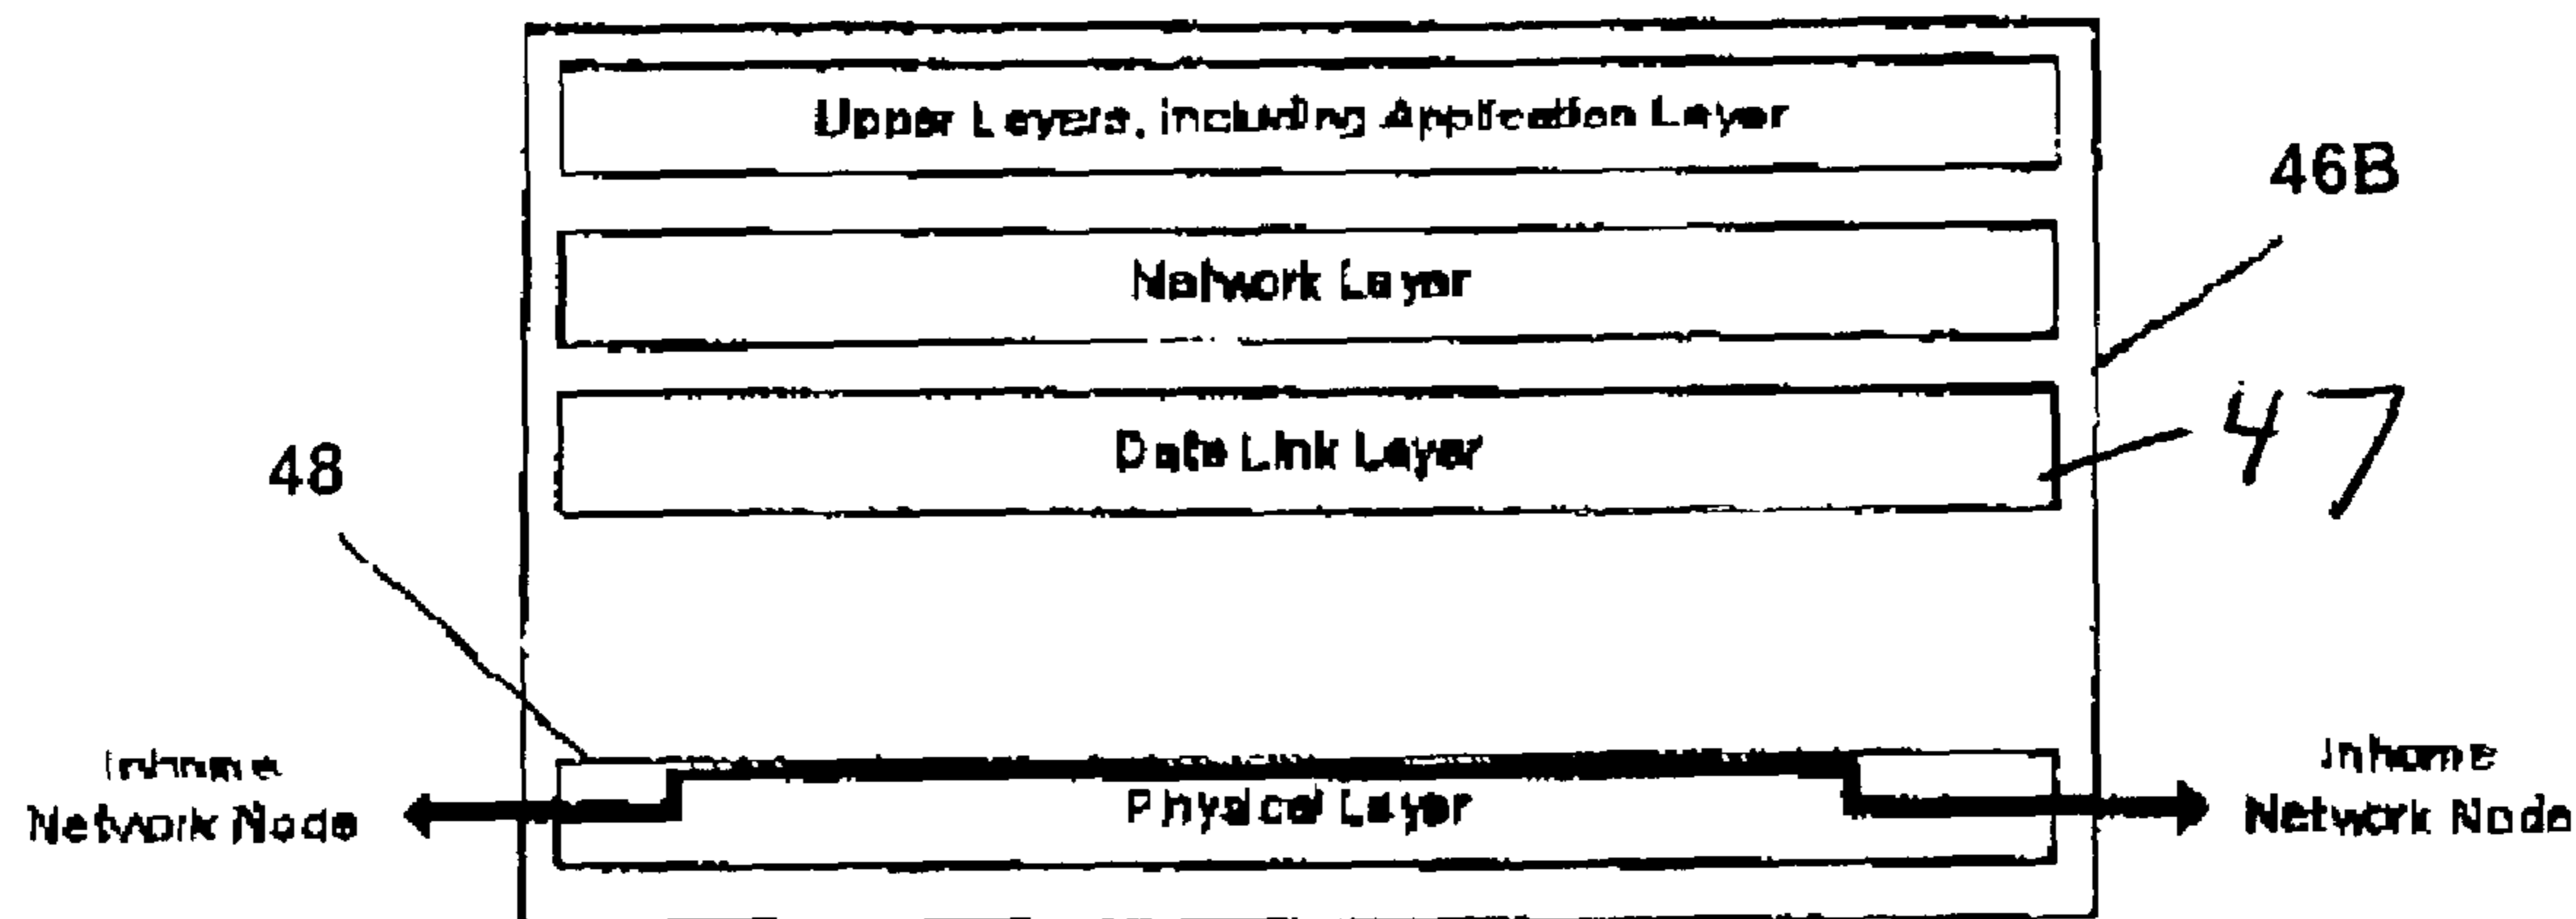 Upper Layers, including Application Layer
46B
Network Layer
Data Link Layer
47
48
Inhome
Network Node
Physical Layer
Inhome
Network Node